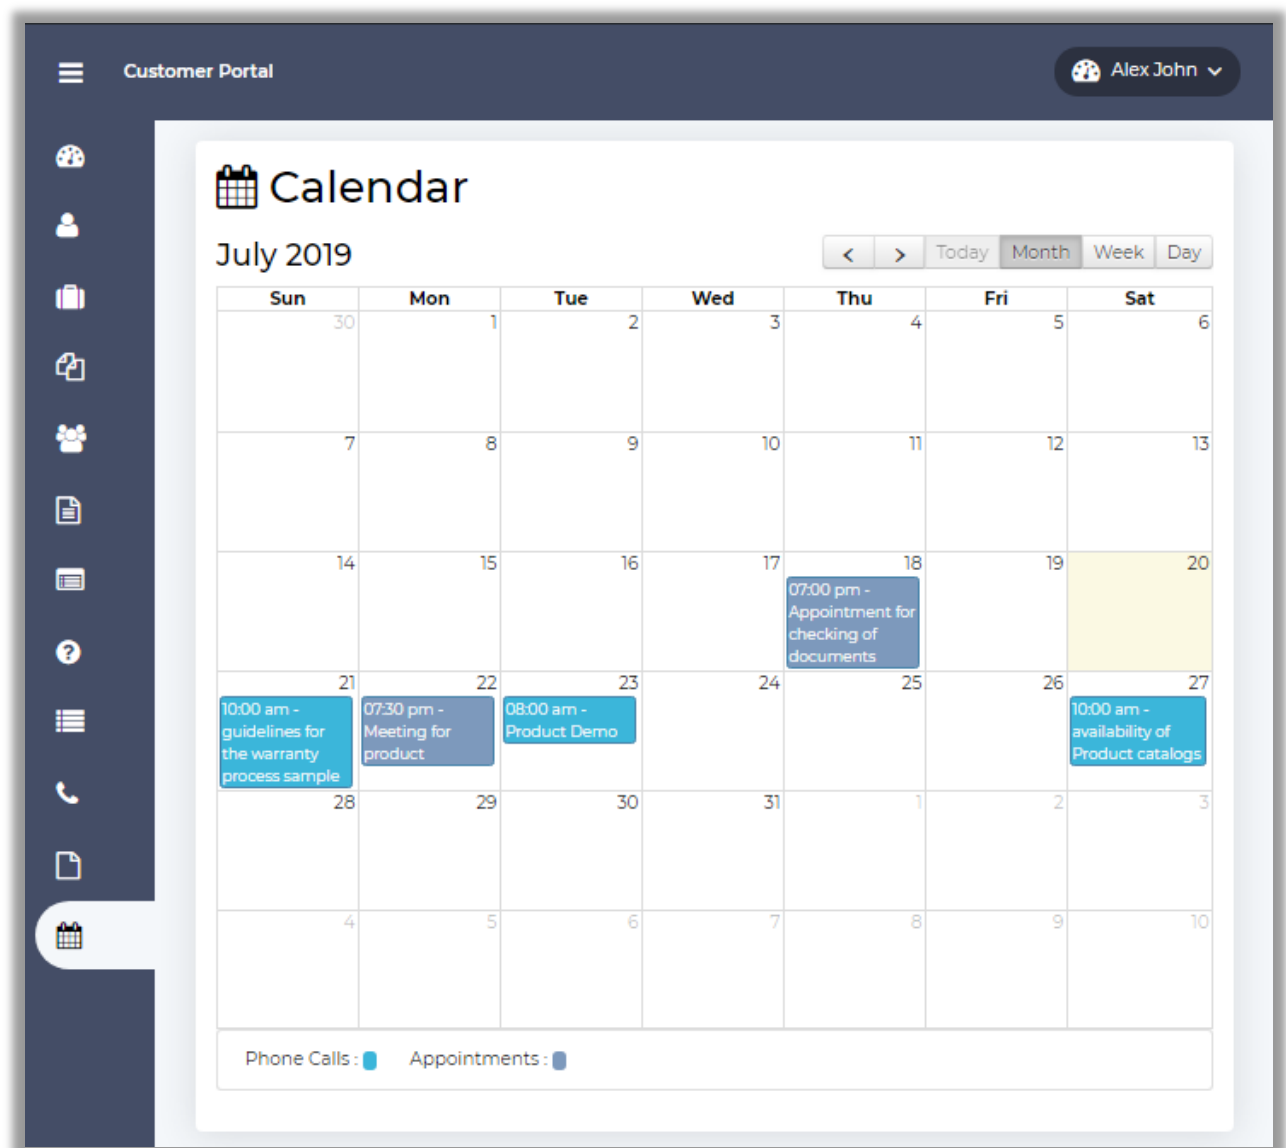 Customer Portal
Alex John
Calendar
July 2019
Today Month Week Day
Sun Mon Tue Wed Thu Fri Sat
30 1 2 3 4 5 6
7 8 9 10 11 12 13
14 15 16 17 18 19 20
07:00 pm -
Appointment for
checking of
documents
21 22 23 24 25 26 27
10:00 am -
guidelines for
the warranty
process sample
07:30 pm -
Meeting for
product
08:00 am -
Product Demo
10:00 am -
availability of
Product catalogs
28 29 30 31 1 2 3
4 5 6 7 8 9 10
Phone Calls : Appointments :